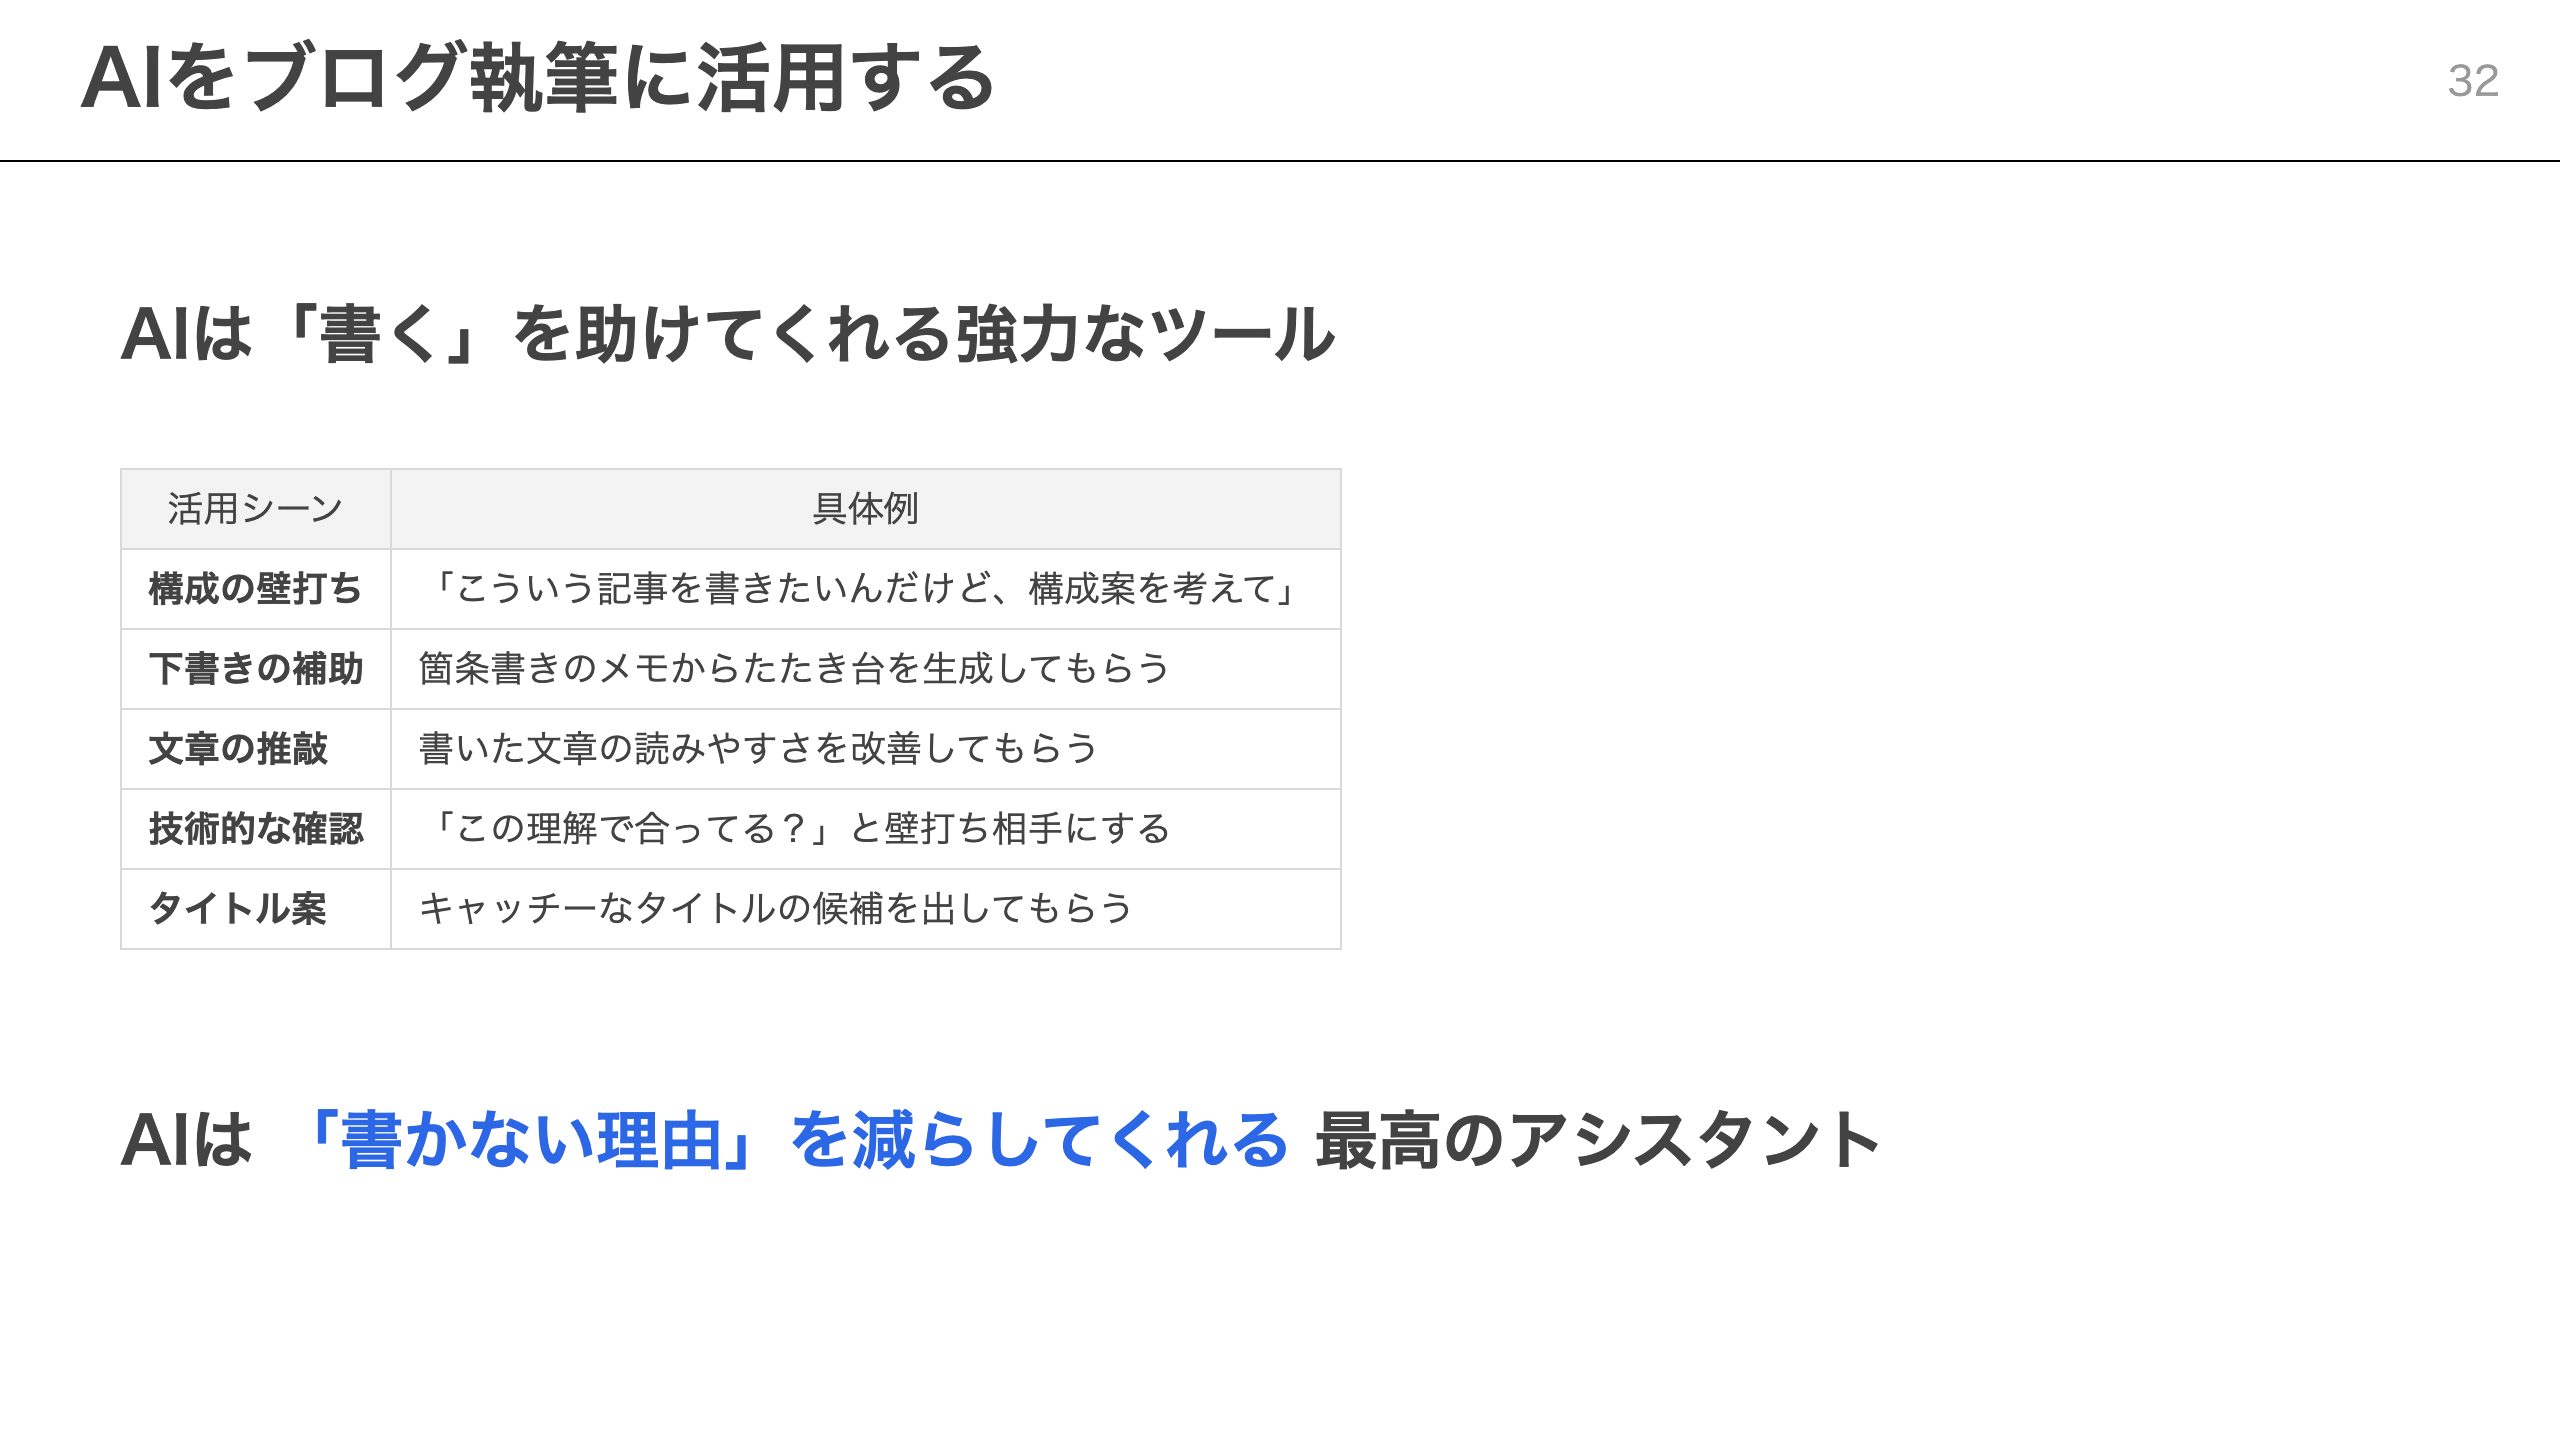 AIをブログ執筆に活用する
32
AIは「書く」を助けてくれる強力なツール
活用シーン 具体例
構成の壁打ち 「こういう記事を書きたいんだけど、構成案を考えて」
下書きの補助 箇条書きのメモからたたき台を生成してもらう
文章の推敲 書いた文章の読みやすさを改善してもらう
技術的な確認 「この理解で合ってる？」と壁打ち相手にする
タイトル案 キャッチーなタイトルの候補を出してもらう
AIは 「書かない理由」を減らしてくれる 最高のアシスタント